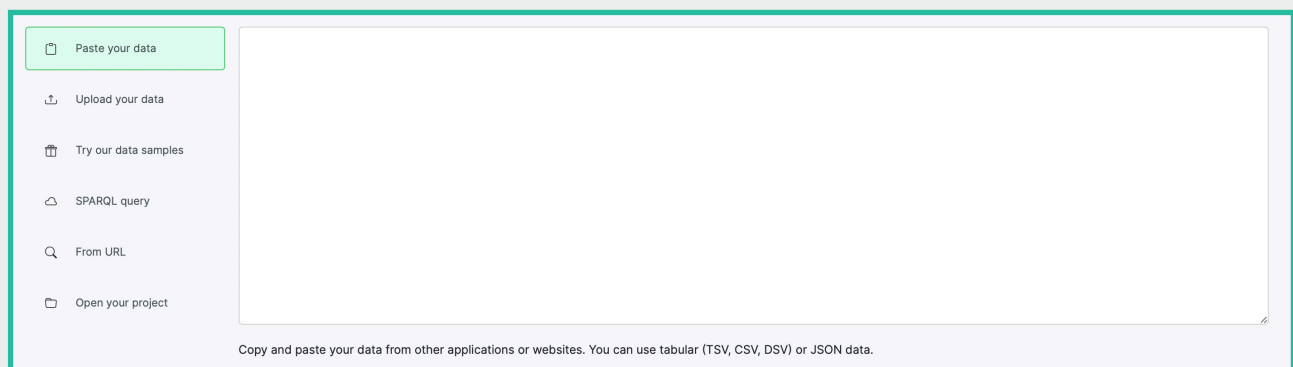 Paste your data
Upload your data
Try our data samples
SPARQL query
From URL
Open your project
Copy and paste your data from other applications or websites. You can use tabular (TSV, CSV, DSV) or JSON data.